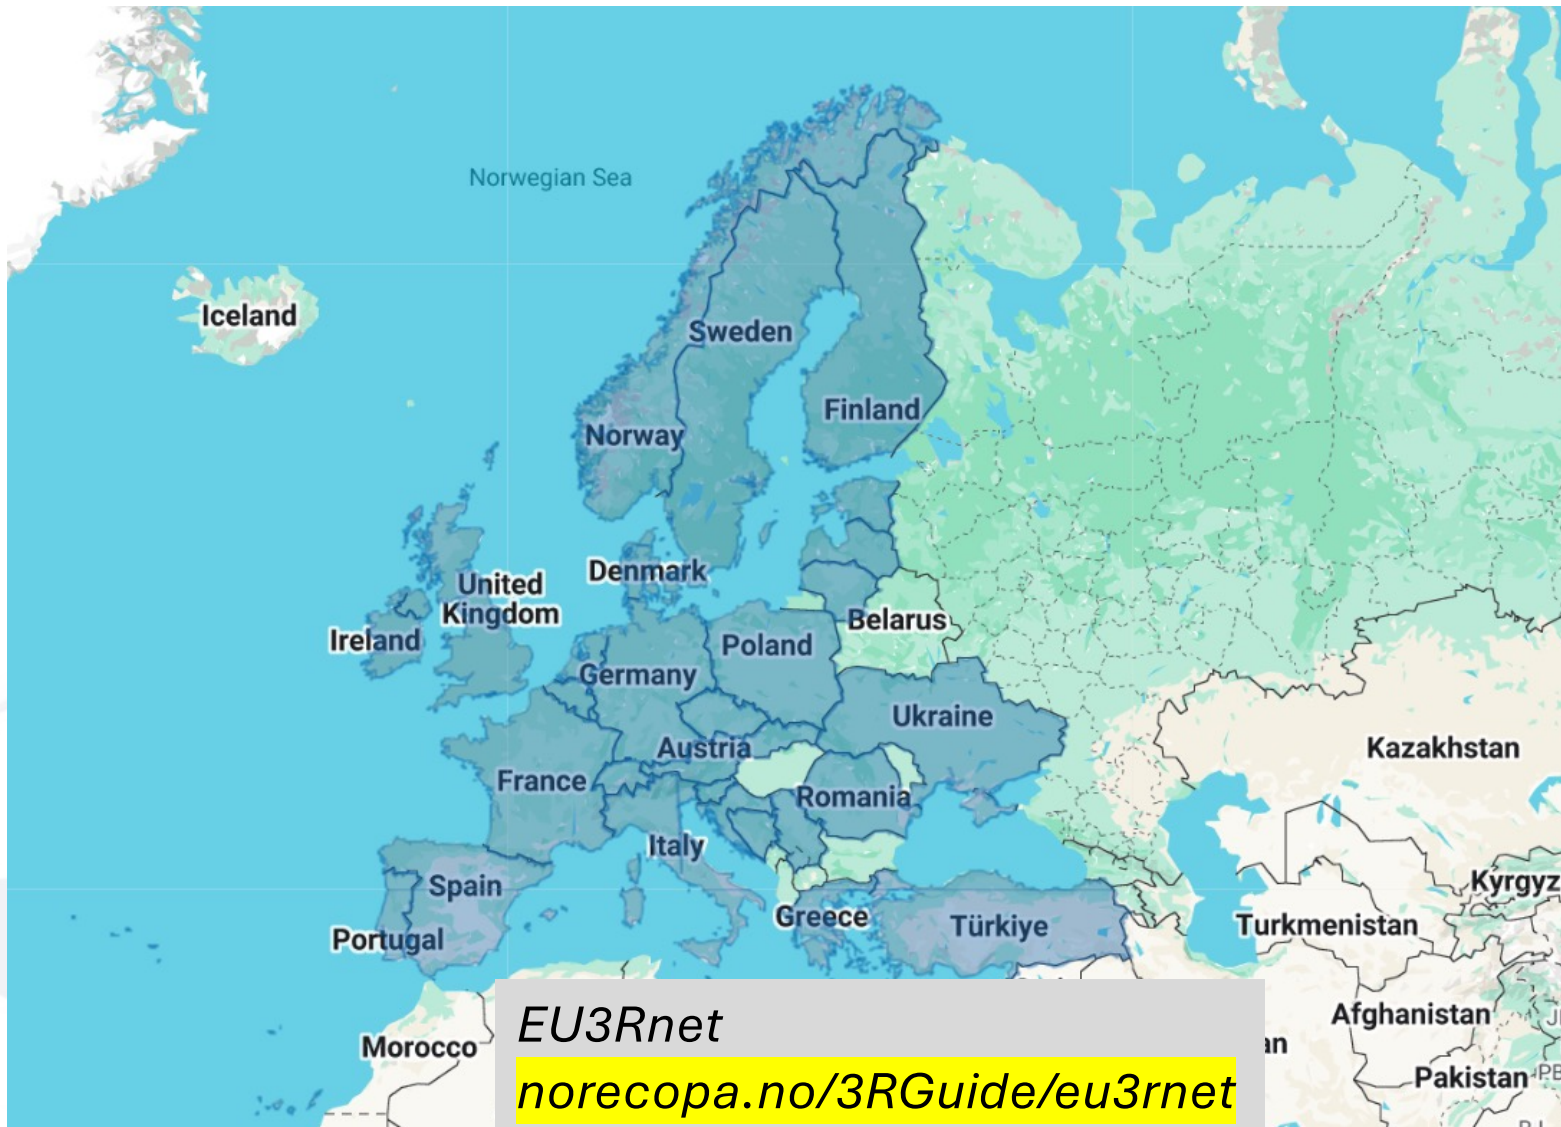 Norwegian Sea
Iceland
Sweden
Finland
Norway
Denmark
United
Kingdom
Ireland
Belarus
Poland
Germany
Ukraine
Austria
Kazakhstan
France
Romania
Italy
Spain
Kyrgyz
Greece
Türkiye
Turkmenistan
Portugal
Afghanistan
Morocco
an
Pakistan
EU3Rnet
norecopa.no/3RGuide/eu3rnet